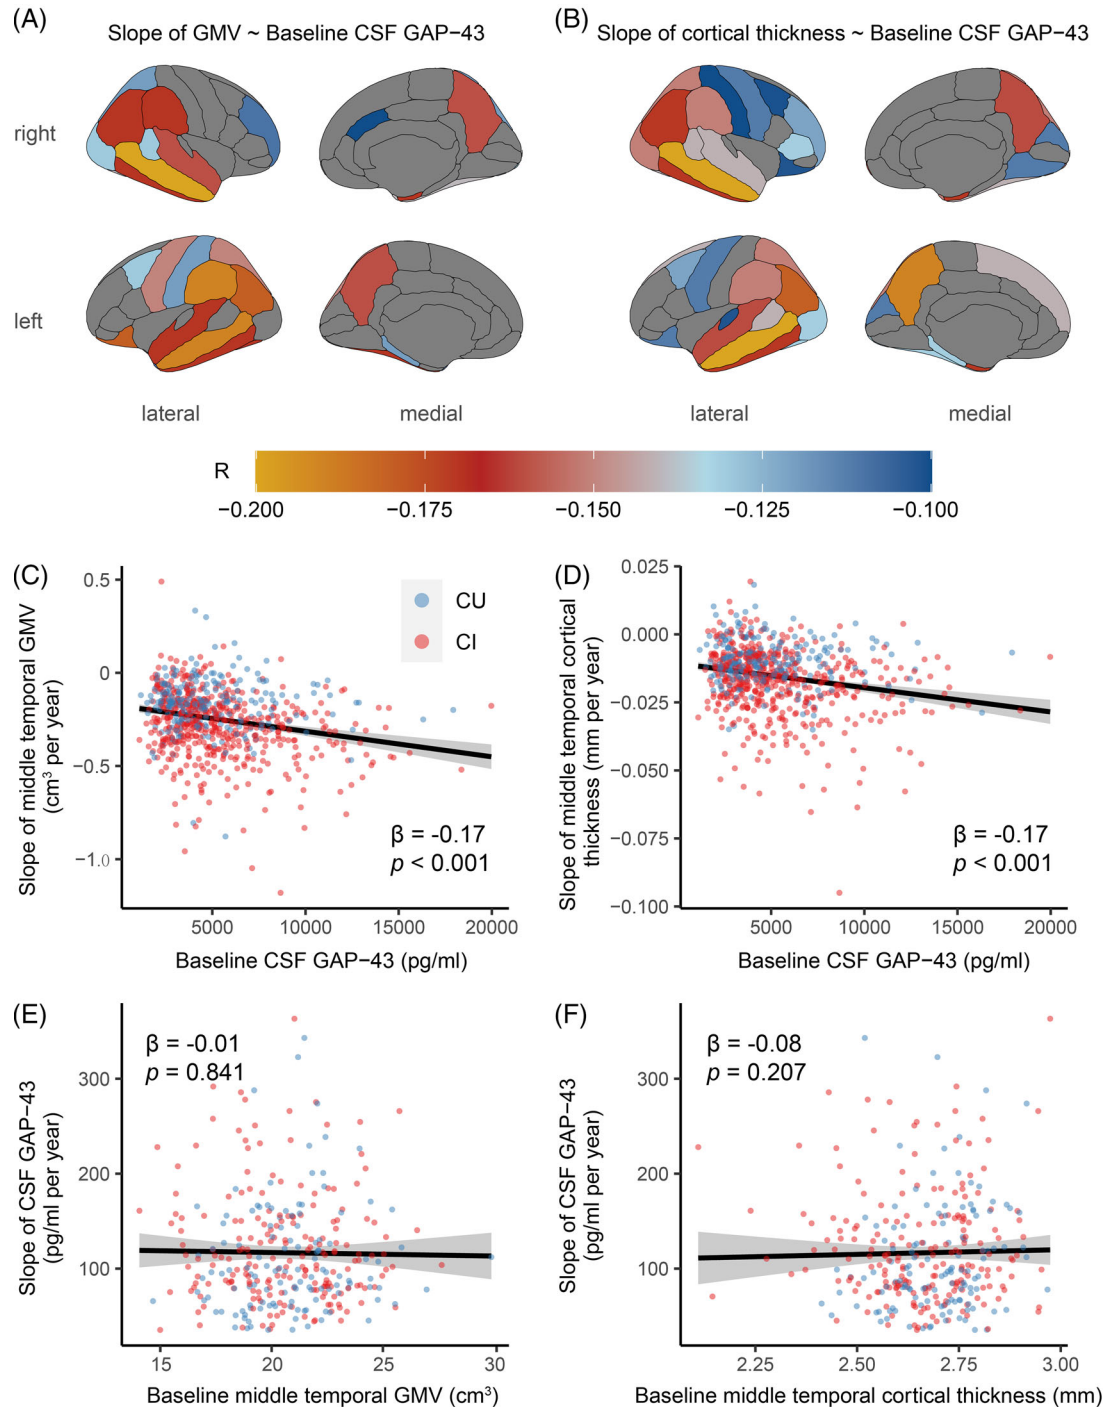 (A)
Slope of GMV ~ Baseline CSF GAP−43
(B)
Slope of cortical thickness ~ Baseline CSF GAP−43
right
left
lateral
medial
lateral
medial
R
−0.200
−0.175
−0.150
−0.125
−0.100
(C)
Slope of middle temporal GMV
(cm³ per year)
0.5
0
−0.5
−1.0
CU
CI
β = -0.17
p < 0.001
5000
10000
15000
20000
Baseline CSF GAP−43 (pg/ml)
(D)
Slope of middle temporal cortical
thickness (mm per year)
0.025
0.000
−0.025
−0.050
−0.075
−0.100
β = -0.17
p < 0.001
5000
10000
15000
20000
Baseline CSF GAP−43 (pg/ml)
(E)
Slope of CSF GAP−43
(pg/ml per year)
300
200
100
β = -0.01
p = 0.841
15
20
25
30
Baseline middle temporal GMV (cm³)
(F)
Slope of CSF GAP−43
(pg/ml per year)
300
200
100
β = -0.08
p = 0.207
2.25
2.50
2.75
3.00
Baseline middle temporal cortical thickness (mm)